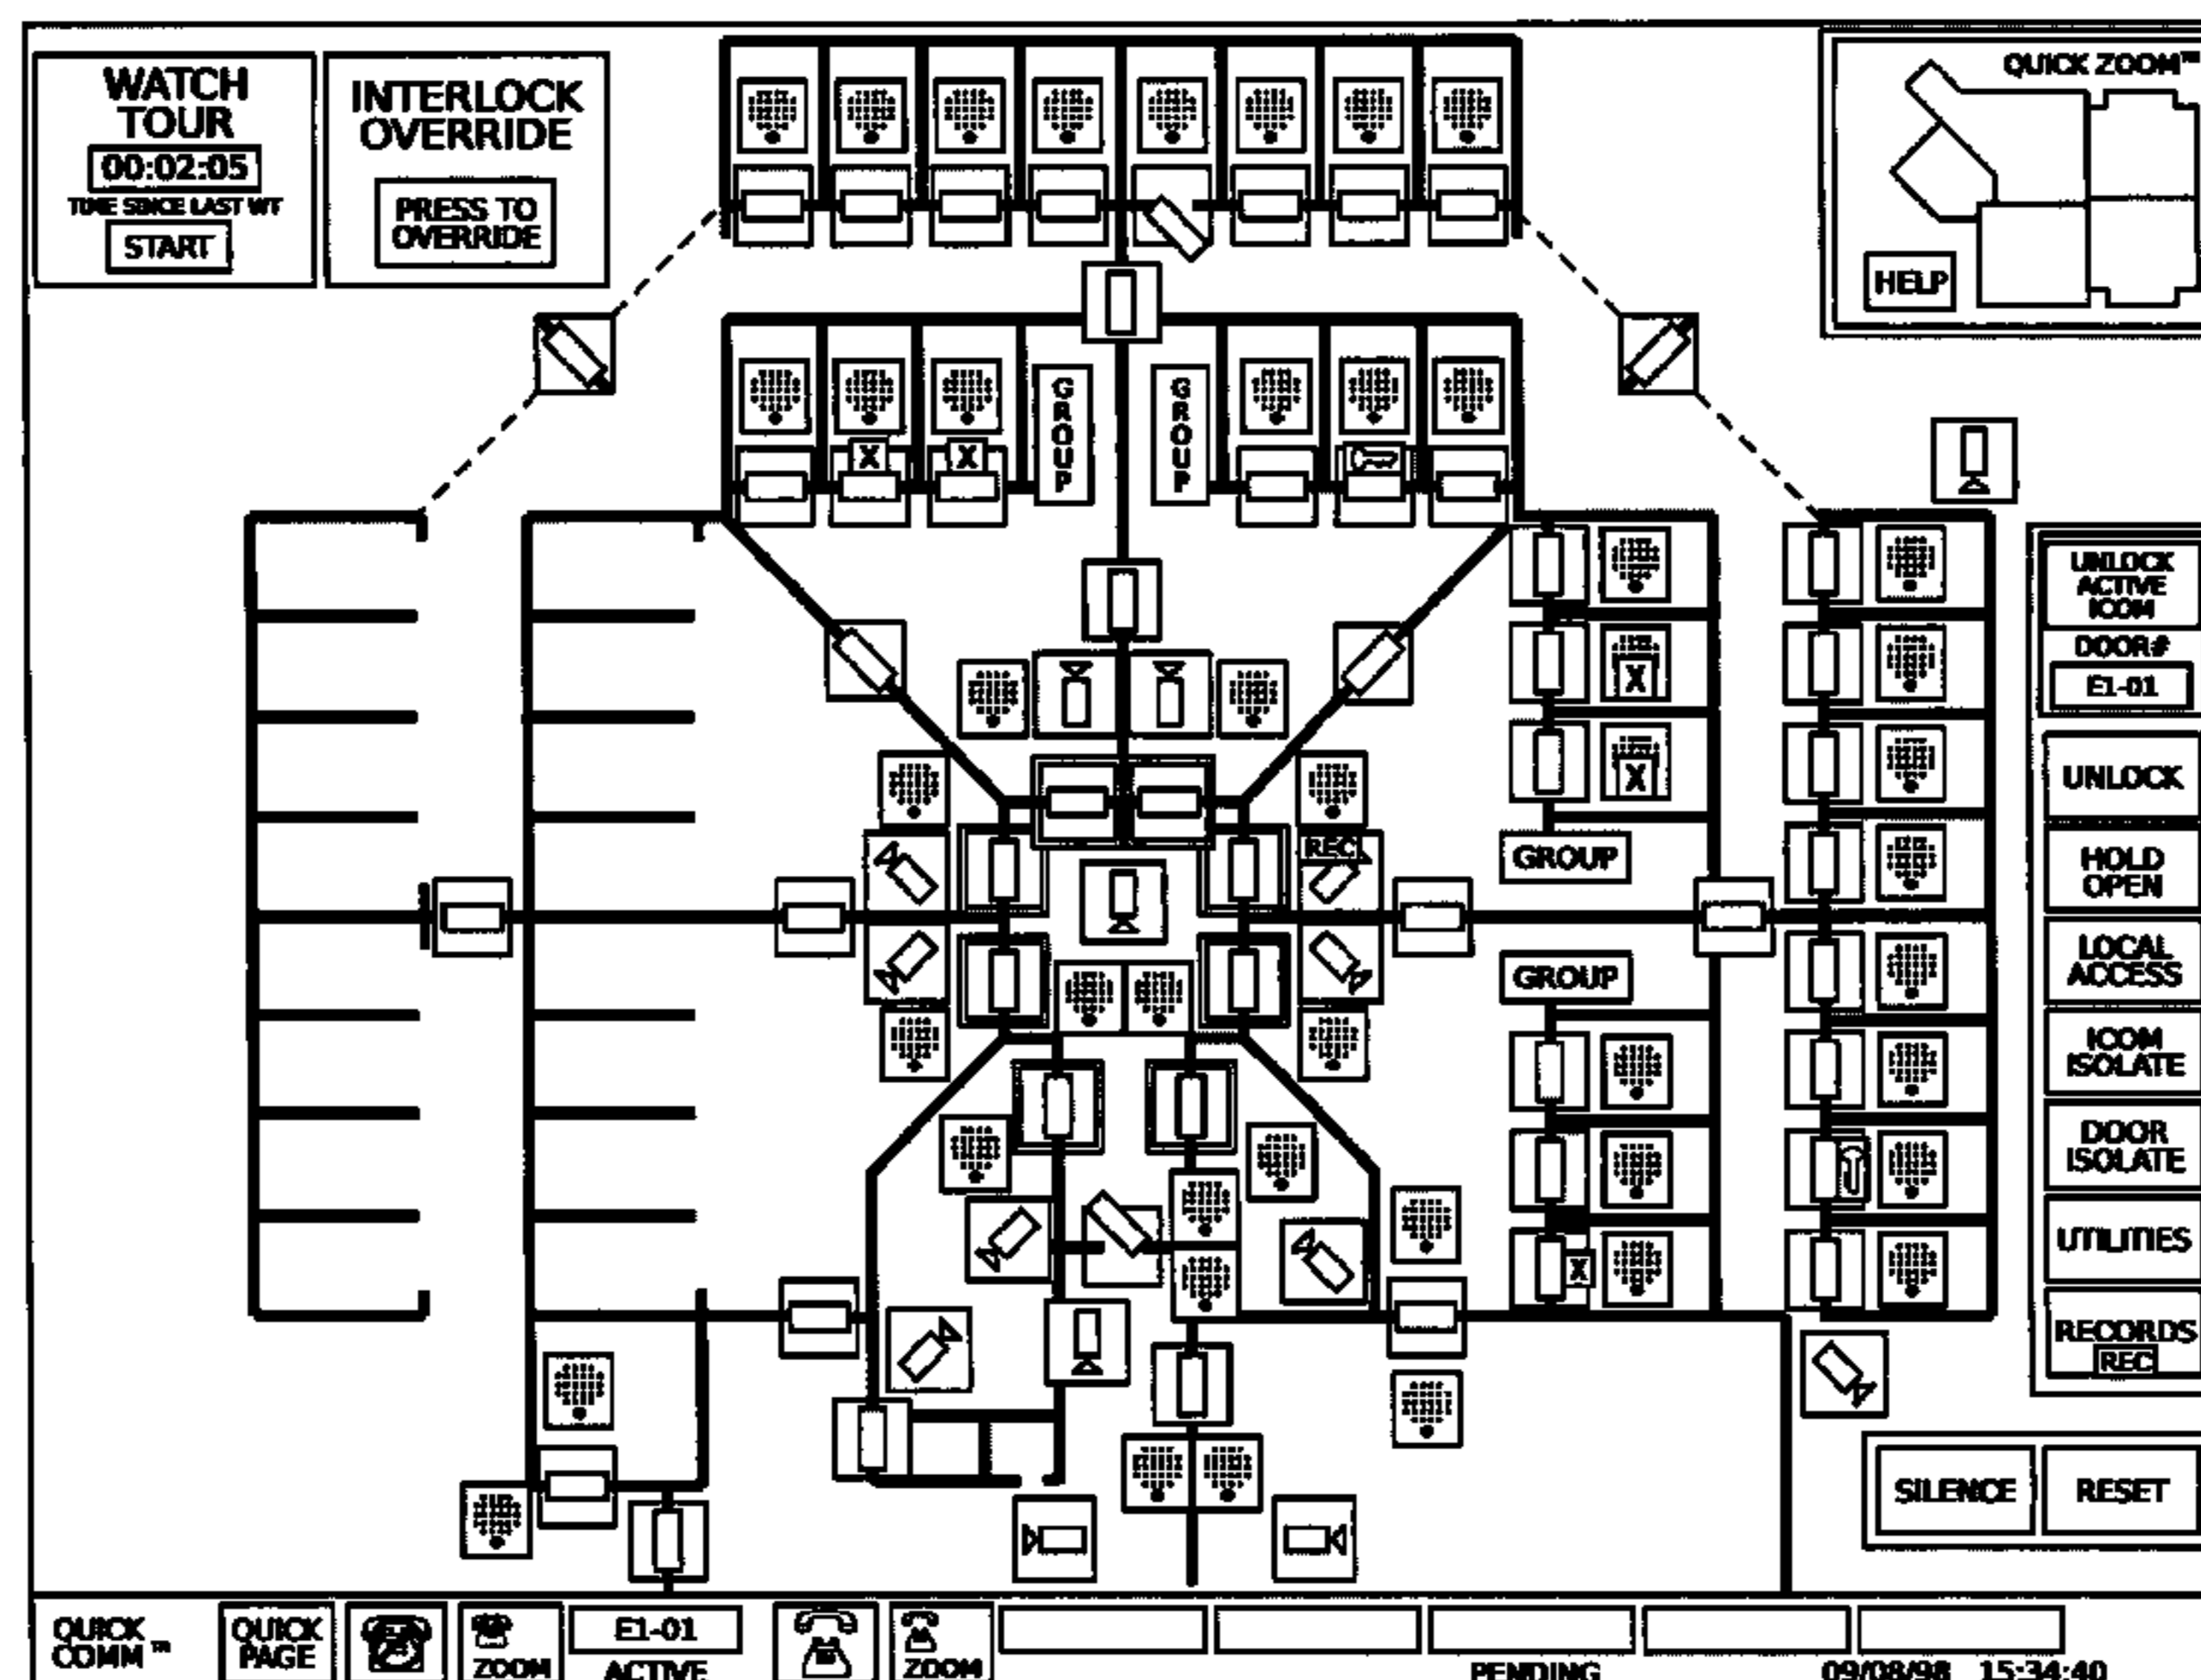 WATCH
TOUR
00:02:05
TIME SINCE LAST WT
START
INTERLOCK
OVERRIDE
PRESS TO
OVERRIDE
QUICK ZOOM™
HELP
X
X
GROUP
GROUP
UNLOCK
ACTIVE
ICOM
DOOR#
E1-01
X
X
UNLOCK
REC
GROUP
HOLD
OPEN
GROUP
LOCAL
ACCESS
ICOM
ISOLATE
DOOR
ISOLATE
X
UTILITIES
RECORDS
REC
SILENCE
RESET
QUICK
COMM™
QUICK
PAGE
ZOOM
E1-01
ACTIVE
ZOOM
PENDING
09/08/98 15:34:40